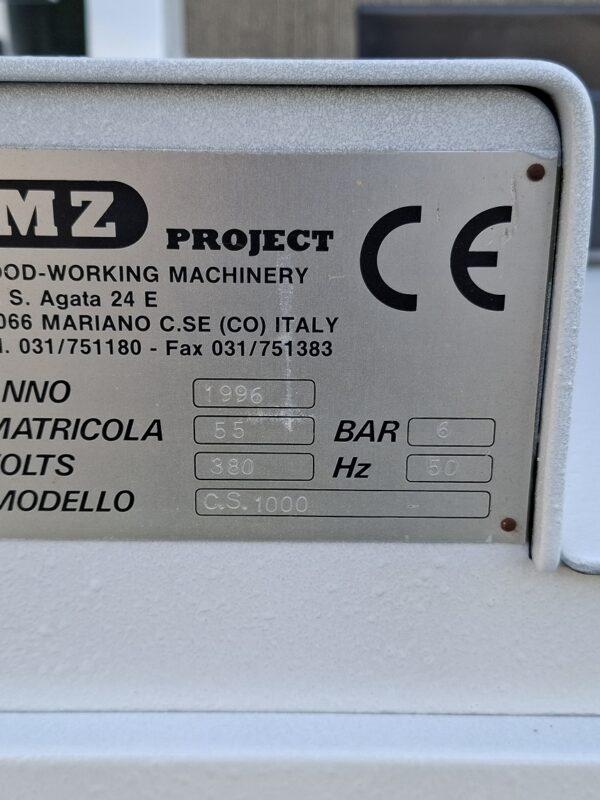 MZ PROJECT CE
OOD-WORKING MACHINERY
S. Agata 24 E
066 MARIANO C.SE (CO) ITALY
l. 031/751180 - Fax 031/751383
NNO 1996
MATRICOLA 55 BAR 6
VOLTS 380 Hz 50
MODELLO C.S.1000 -